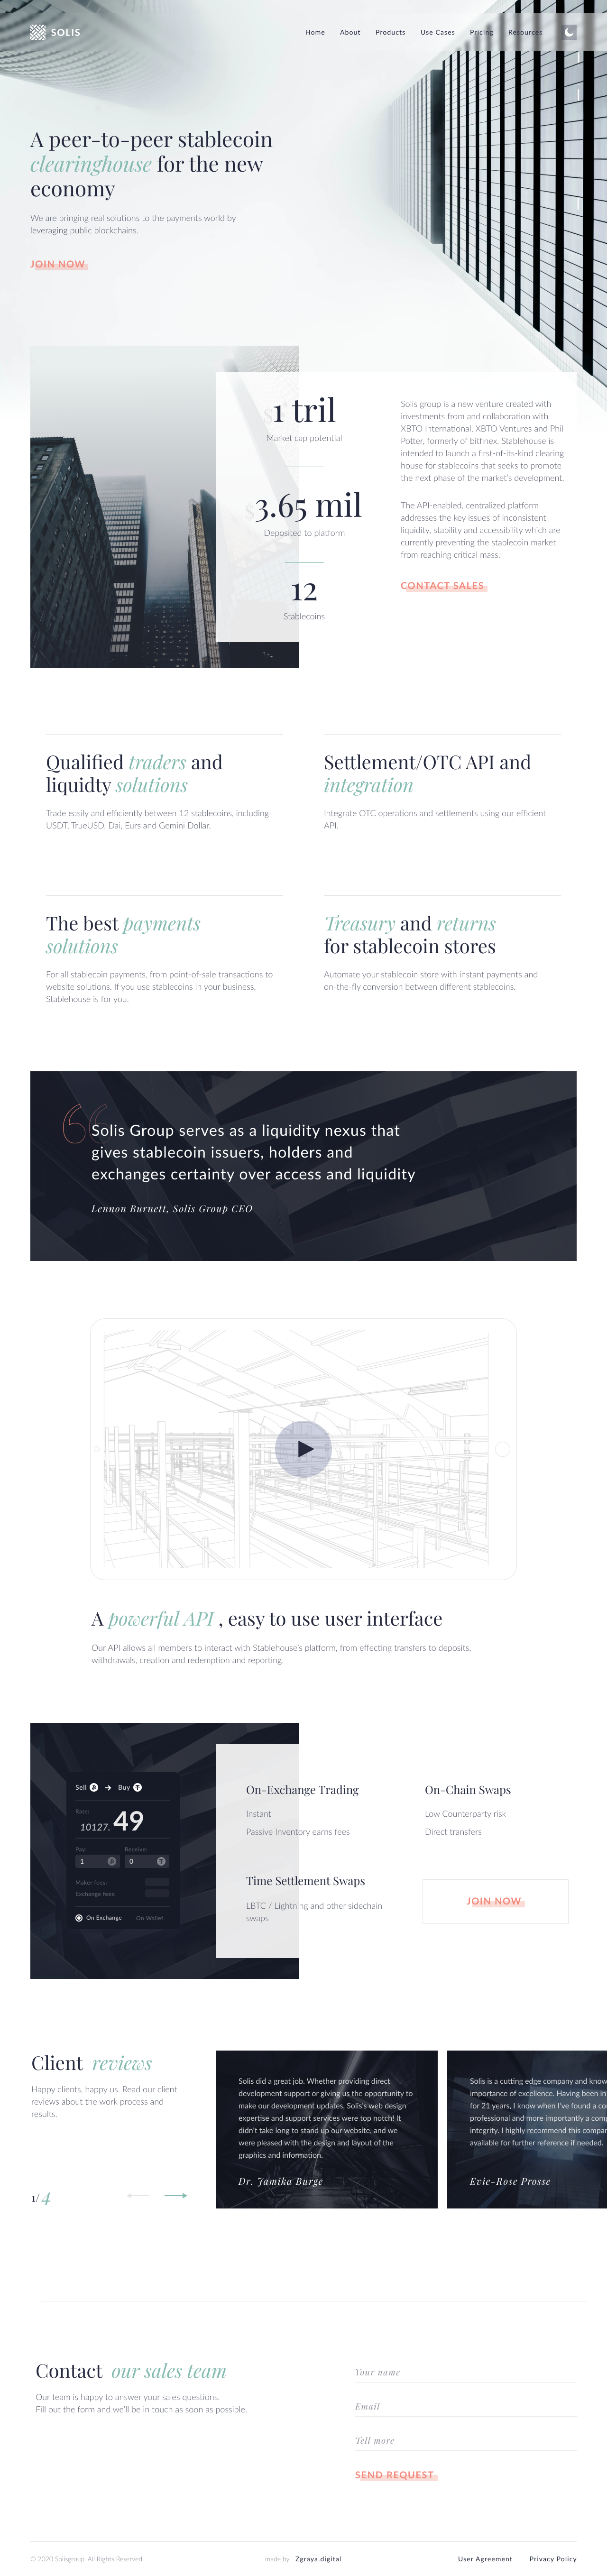 SOLIS
Home About Products Use Cases Pricing Resources
A peer-to-peer stablecoin
clearinghouse for the new
economy
We are bringing real solutions to the payments world by
leveraging public blockchains.
JOIN NOW
$1 tril
Market cap potential
$3.65 mil
Deposited to platform
12
Stablecoins
Solis group is a new venture created with
investments from and collaboration with
XBTO International, XBTO Ventures and Phil
Potter, formerly of bitfinex. Stablehouse is
intended to launch a first-of-its-kind clearing
house for stablecoins that seeks to promote
the next phase of the market's development.
The API-enabled, centralized platform
addresses the key issues of inconsistent
liquidity, stability and accessibility which are
currently preventing the stablecoin market
from reaching critical mass.
CONTACT SALES
Qualified traders and
liquidty solutions
Trade easily and efficiently between 12 stablecoins, including
USDT, TrueUSD, Dai, Eurs and Gemini Dollar.
Settlement/OTC API and
integration
Integrate OTC operations and settlements using our efficient
API.
The best payments
solutions
For all stablecoin payments, from point-of-sale transactions to
website solutions. If you use stablecoins in your business,
Stablehouse is for you.
Treasury and returns
for stablecoin stores
Automate your stablecoin store with instant payments and
on-the-fly conversion between different stablecoins.
“
Solis Group serves as a liquidity nexus that
gives stablecoin issuers, holders and
exchanges certainty over access and liquidity
Lennon Burnett, Solis Group CEO
A powerful API , easy to use user interface
Our API allows all members to interact with Stablehouse's platform, from effecting transfers to deposits,
withdrawals, creation and redemption and reporting.
Sell Buy
Rate:
10127.49
Pay: Receive:
1 0
Maker fees:
Exchange fees:
On Exchange On Wallet
On-Exchange Trading
Instant
Passive Inventory earns fees
On-Chain Swaps
Low Counterparty risk
Direct transfers
Time Settlement Swaps
LBTC / Lightning and other sidechain
swaps
JOIN NOW
Client reviews
Happy clients, happy us. Read our client
reviews about the work process and
results.
1/4
Solis did a great job. Whether providing direct
development support or giving us the opportunity to
make our development updates, Solis's web design
expertise and support services were top notch! It
didn't take long to stand up our website, and we
were pleased with the design and layout of the
graphics and information.
Dr. Jamika Burge
Solis is a cutting edge company and know
importance of excellence. Having been in
for 21 years, I know when I've found a co
professional and more importantly a com
integrity. I highly recommend this compa
available for further reference if needed.
Evie-Rose Prosse
Contact our sales team
Our team is happy to answer your sales questions.
Fill out the form and we'll be in touch as soon as possible.
Your name
Email
Tell more
SEND REQUEST
© 2020 Solisgroup. All Rights Reserved.
made by Zgraya.digital
User Agreement Privacy Policy